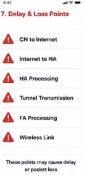 9:41
7. Delay & Loss Points
CN to Internet
Internet to HA
HA Processing
Tunnel Transmission
FA Processing
Wireless Link
These points may cause delay
or packet loss